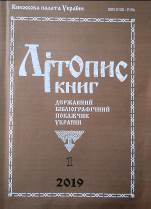 Книжкова палата України
Літопис
книг
ДЕРЖАВНИЙ
БІБЛІОГРАФІЧНИЙ
ПОКАЖЧИК
УКРАЇНИ
1
2019